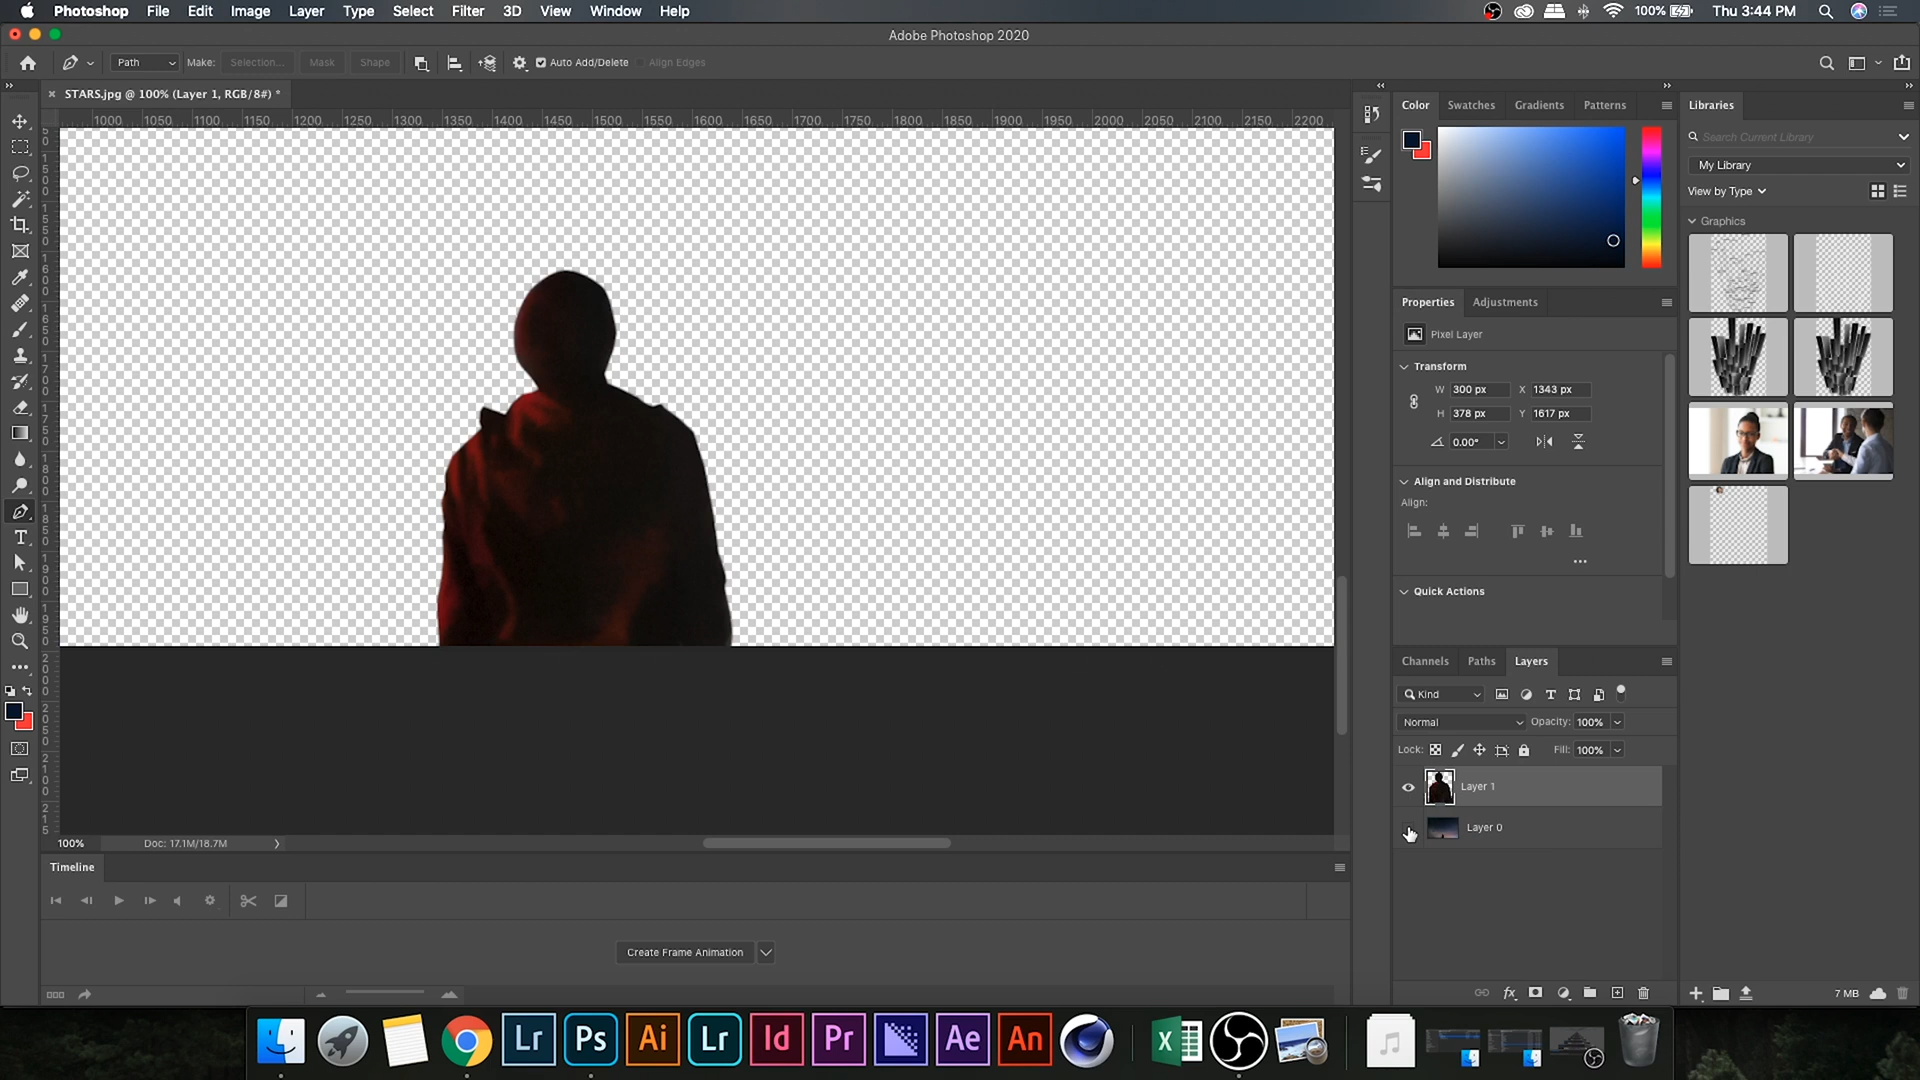 Photoshop File Edit Image Layer Type Select Filter 3D View Window Help 100% Thu 3:44 PM
Adobe Photoshop 2020
Path Make: Selection... Mask Shape Auto Add/Delete Align Edges
STARS.jpg @ 100% (Layer 1, RGB/8#) *
1000 1050 1100 1150 1200 1250 1300 1350 1400 1450 1500 1550 1600 1650 1700 1750 1800 1850 1900 1950 2000 2050 2100 2150 2200
Color Swatches Gradients Patterns
Libraries
Search Current Library
My Library
View by Type
Graphics
Properties Adjustments
Pixel Layer
Transform
W 300 px X 1343 px
H 378 px Y 1617 px
0.00°
Align and Distribute
Align:
Quick Actions
Channels Paths Layers
Kind
Normal Opacity: 100%
Lock: Fill: 100%
Layer 1
Layer 0
fx
7 MB
100% Doc: 17.1M/18.7M
Timeline
Create Frame Animation
Lr Ps Ai Lr Id Pr Ae An